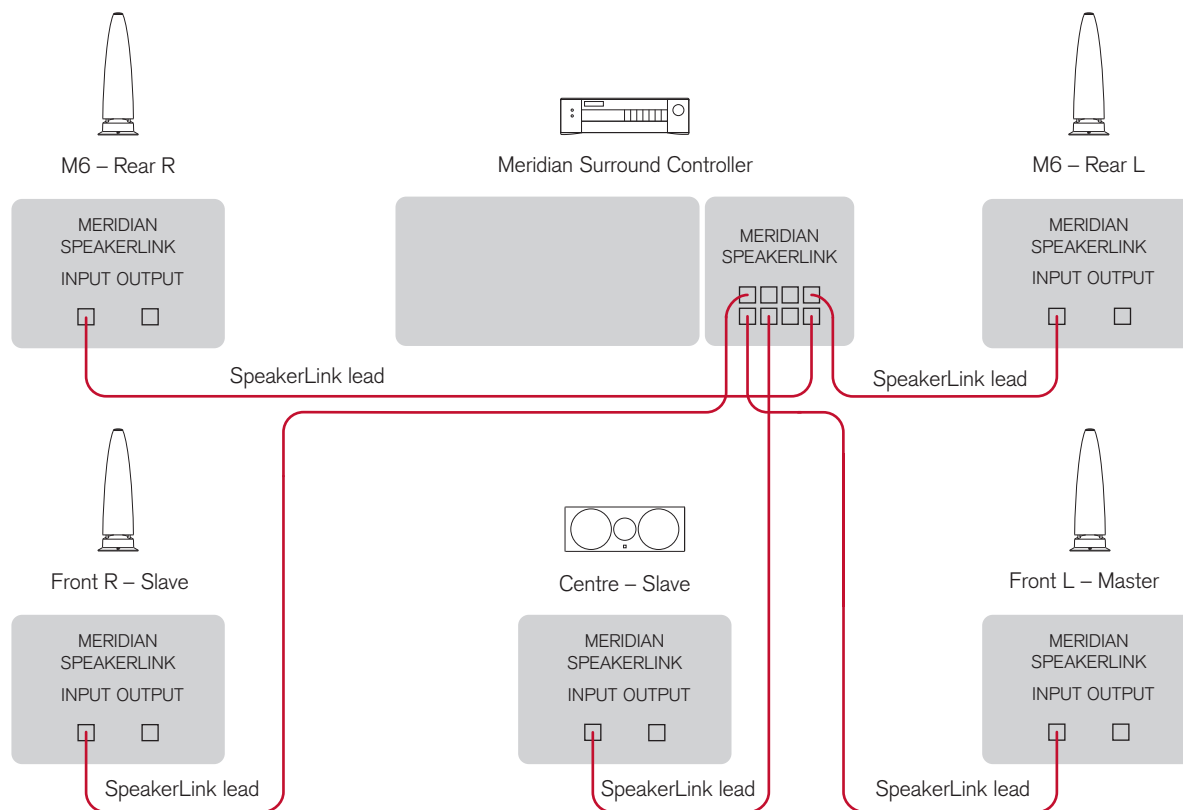 M6 – Rear R
Meridian Surround Controller
M6 – Rear L
MERIDIAN
SPEAKERLINK
INPUT OUTPUT
MERIDIAN
SPEAKERLINK
MERIDIAN
SPEAKERLINK
INPUT OUTPUT
SpeakerLink lead
SpeakerLink lead
Front R – Slave
Centre – Slave
Front L – Master
MERIDIAN
SPEAKERLINK
INPUT OUTPUT
MERIDIAN
SPEAKERLINK
INPUT OUTPUT
MERIDIAN
SPEAKERLINK
INPUT OUTPUT
SpeakerLink lead
SpeakerLink lead
SpeakerLink lead